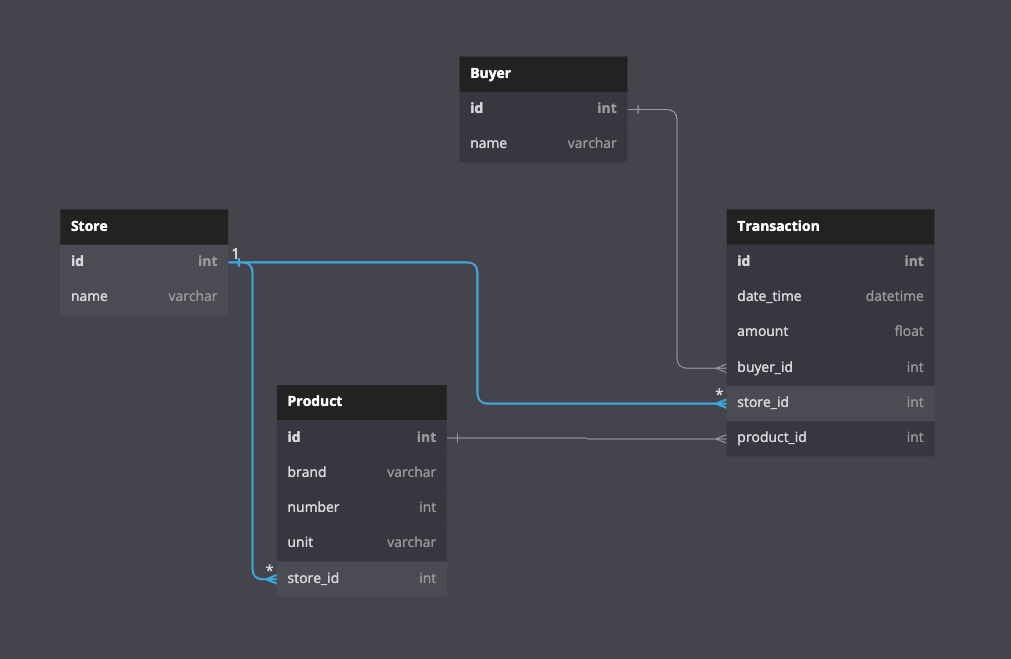 Buyer
id int
name varchar
Store
id int
name varchar
1
Transaction
id int
date_time datetime
amount float
buyer_id int
* store_id int
product_id int
Product
id int
brand varchar
number int
unit varchar
* store_id int